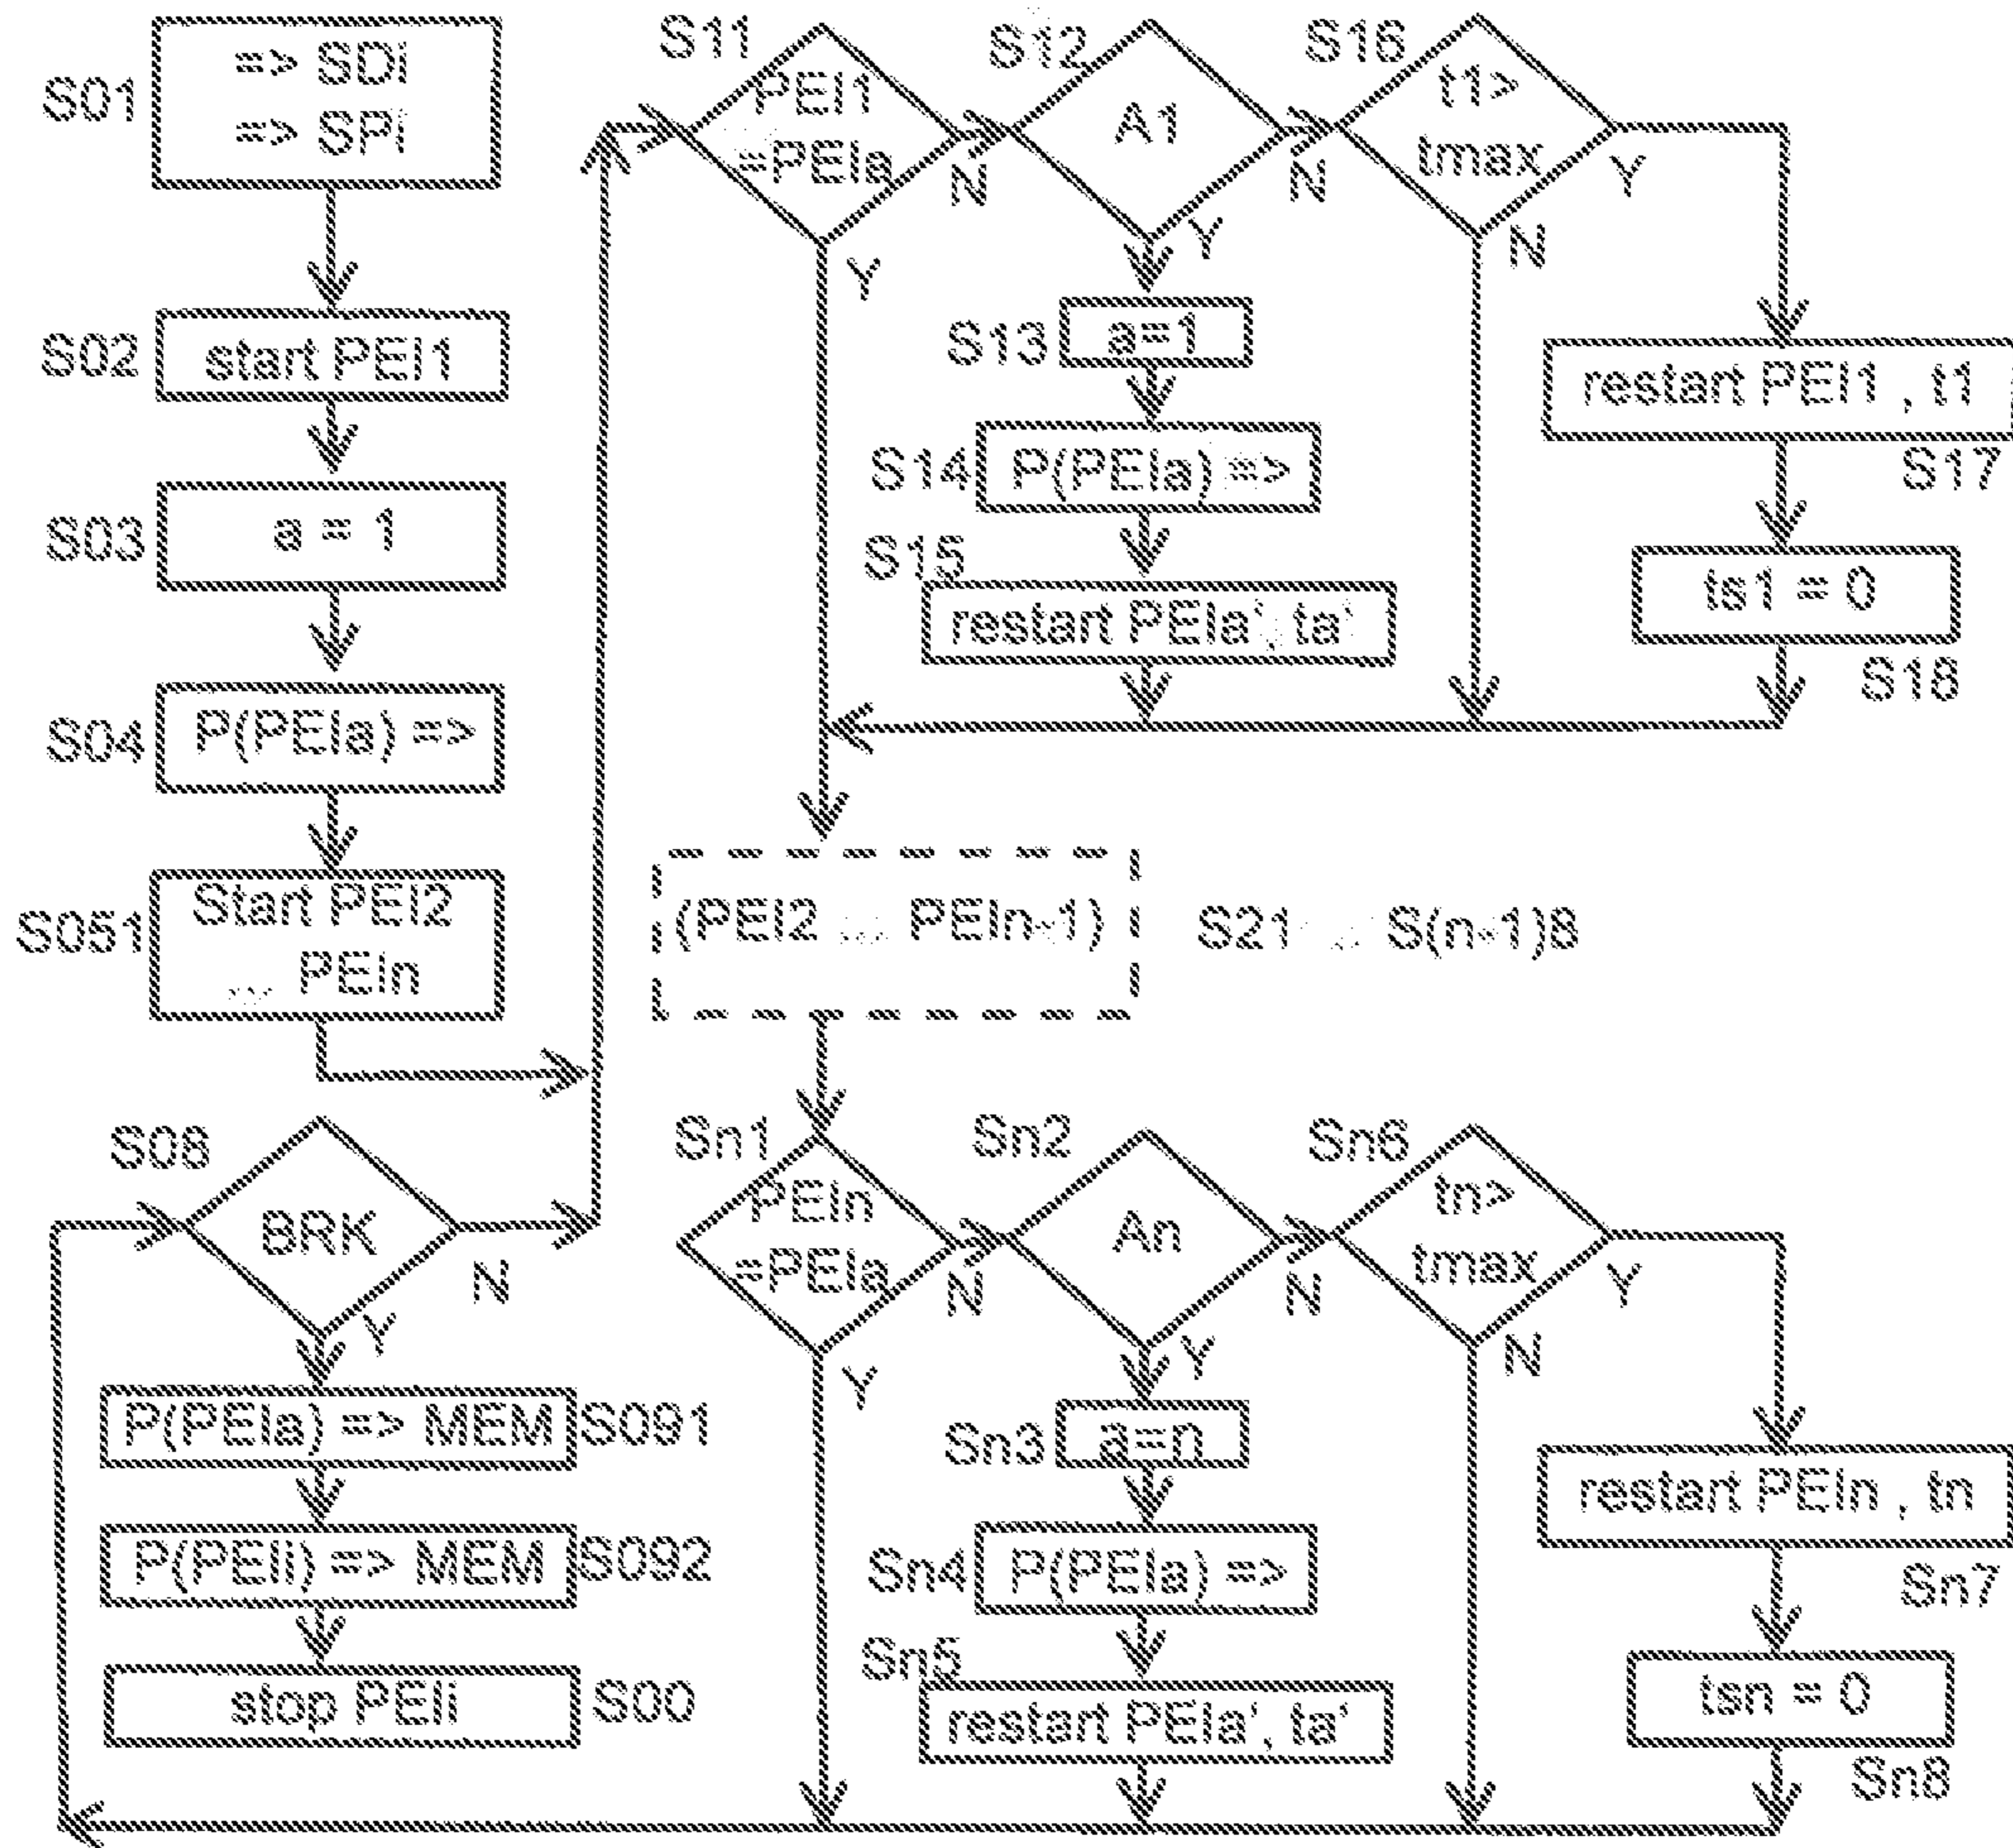 S01
=> SDi
=> SPi
S02
start PEI1
S03
a = 1
S04
P(PEIa) =>
S051
Start PEI2
... PEIn
S08
BRK
N
Y
P(PEIa) => MEM
S091
P(PEIi) => MEM
S092
stop PEIi
S00
S11
PEI1
=PEIa
N
Y
S12
A1
N
Y
S16
t1>
tmax
Y
N
S13
a=1
S14
P(PEIa) =>
S15
restart PEIa', ta'
restart PEI1 , t1
S17
ts1 = 0
S18
(PEI2 ... PEIn-1)
S21 ... S(n-1)8
Sn1
PEIn
=PEIa
N
Y
Sn2
An
N
Y
Sn6
tn>
tmax
Y
N
Sn3
a=n
Sn4
P(PEIa) =>
Sn5
restart PEIa', ta'
restart PEIn , tn
Sn7
tsn = 0
Sn8